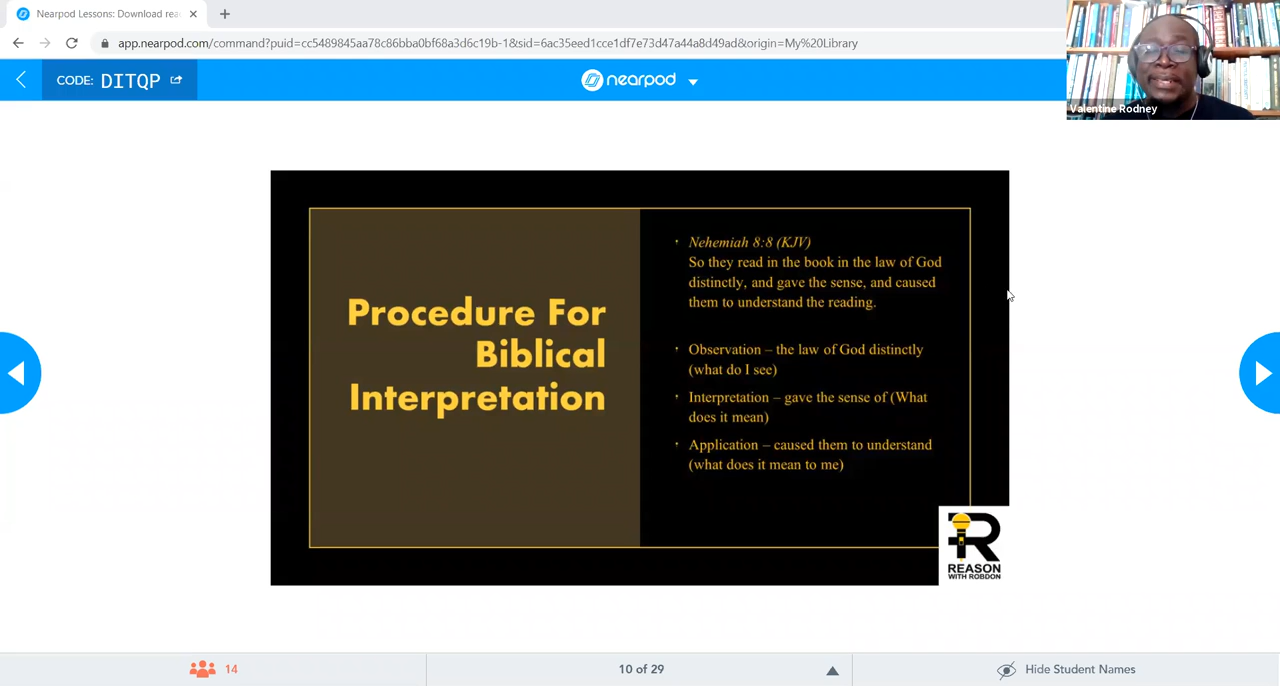 Nearpod Lessons: Download rea
app.nearpod.com/command?puid=cc5489845aa78c86bba0bf68a3d6c19b-1&sid=6ac35eed1cce1df7e73d47a44a8d49ad&origin=My%20Library
CODE: DITQP
nearpod
Valentine Rodney
Procedure For
Biblical
Interpretation
• Nehemiah 8:8 (KJV)
So they read in the book in the law of God
distinctly, and gave the sense, and caused
them to understand the reading.
• Observation – the law of God distinctly
(what do I see)
• Interpretation – gave the sense of (What
does it mean)
• Application – caused them to understand
(what does it mean to me)
R
REASON
WITH ROBDON
14
10 of 29
Hide Student Names